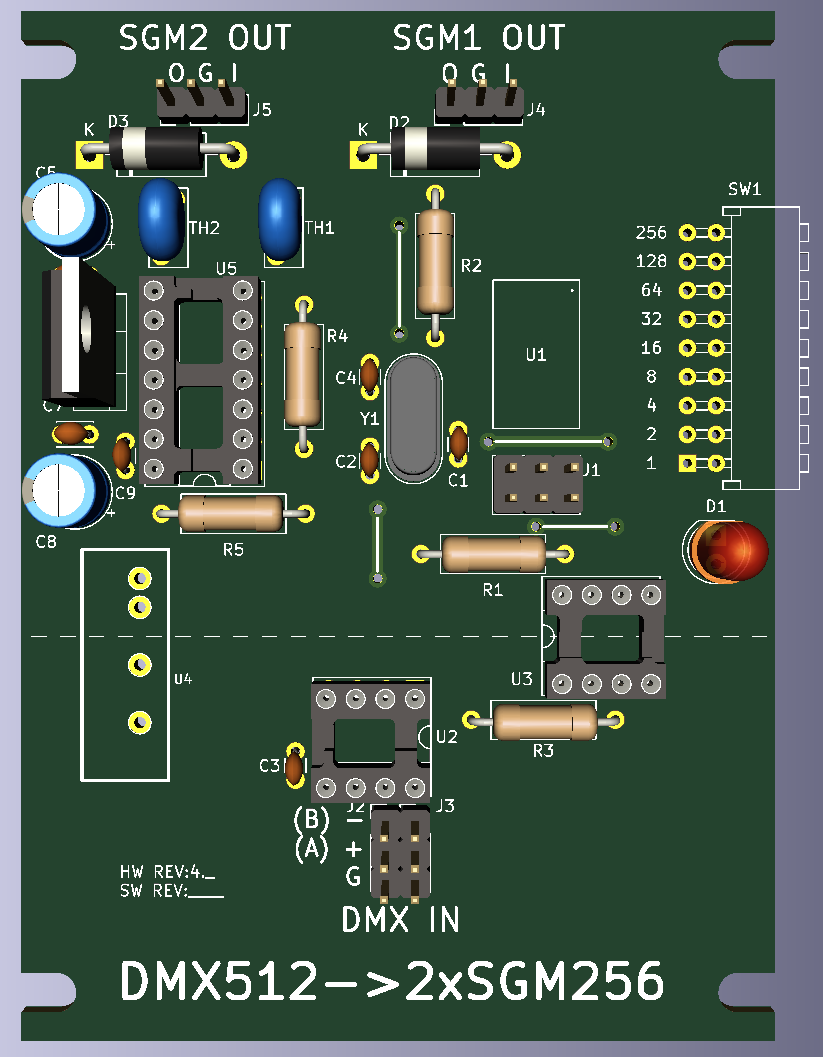 SGM2 OUT SGM1 OUT
O G I O G I
J5 J4
D3 D2
K K
C5
SW1
TH2 TH1
256
128
64
32
16
8
4
2
1
+
U5
R2
R4
U1
C4
Y1
C7
C2 C1 J1
C9
+
D1
C8
R5
R1
U4
U3
U2
R3
C3
J2 J3
(B) -
(A) +
G
HW REV:4._
SW REV:____
DMX IN
DMX512->2xSGM256